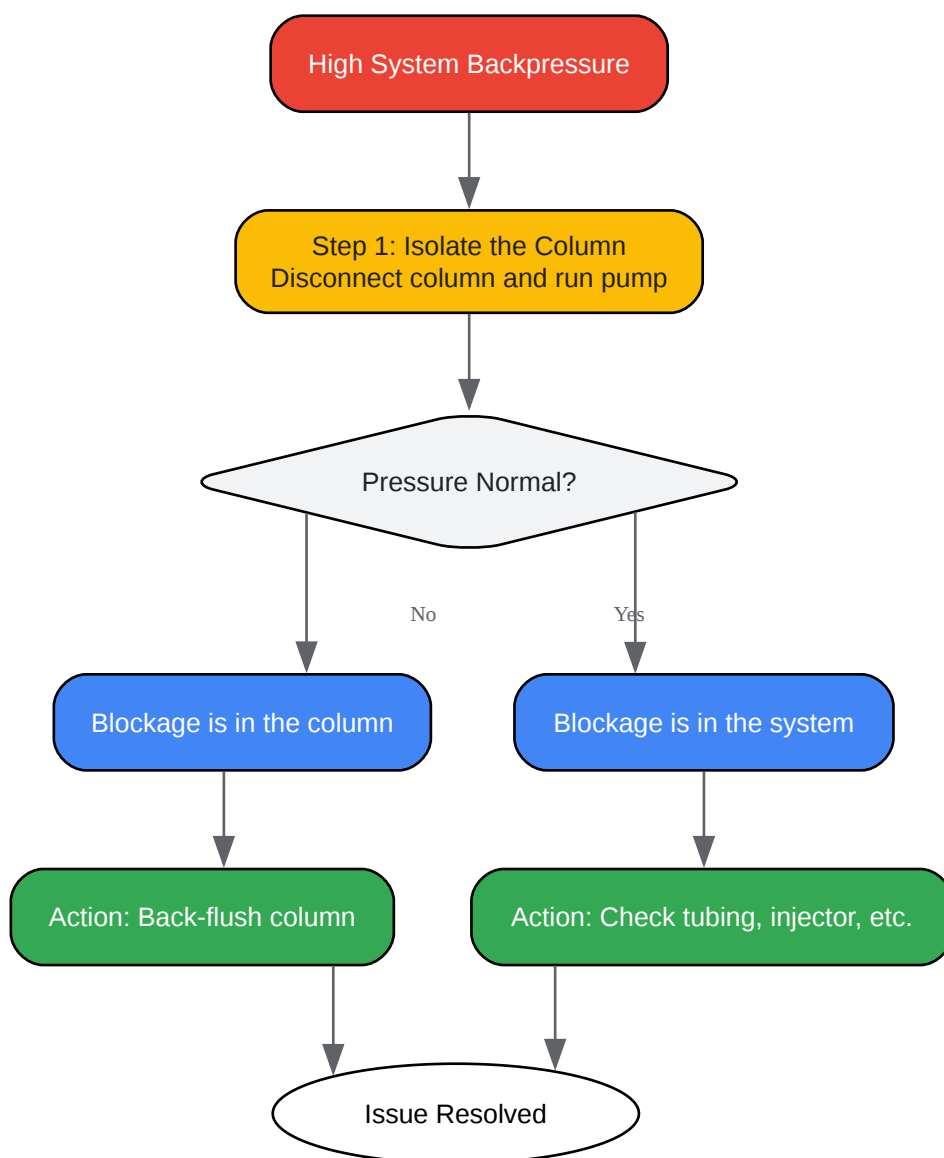 High System Backpressure
Step 1: Isolate the Column
Disconnect column and run pump
Pressure Normal?
No
Yes
Blockage is in the column
Blockage is in the system
Action: Back-flush column
Action: Check tubing, injector, etc.
Issue Resolved